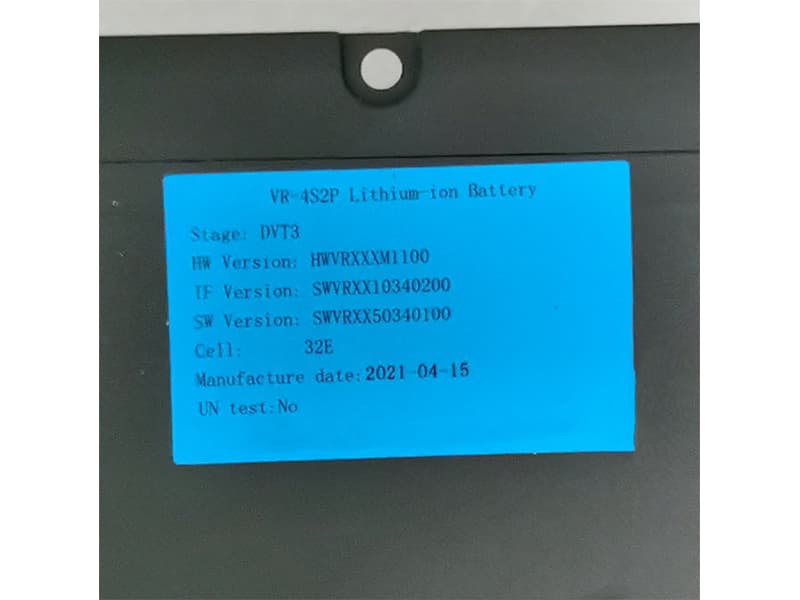 VR-4S2P Lithium-ion Battery
Stage: DVT3
HW Version: HWVRXXXM1100
TF Version: SWVRXX10340200
SW Version: SWVRXX50340100
Cell: 32E
Manufacture date:2021-04-15
UN test:No